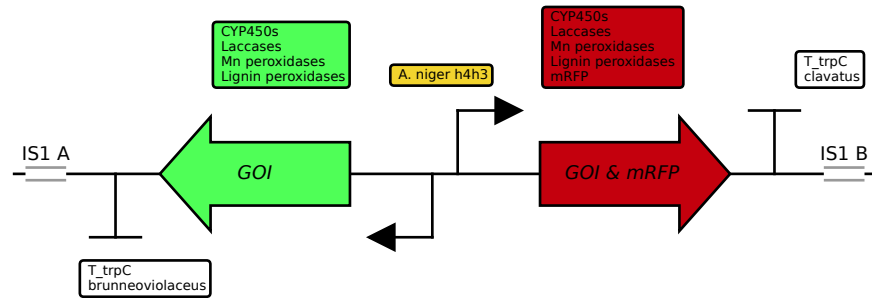 CYP450s
Laccases
Mn peroxidases
Lignin peroxidases
A. niger h4h3
CYP450s
Laccases
Mn peroxidases
Lignin peroxidases
mRFP
T_trpC
clavatus
IS1 A
GOI
GOI & mRFP
IS1 B
T_trpC
brunneoviolaceus